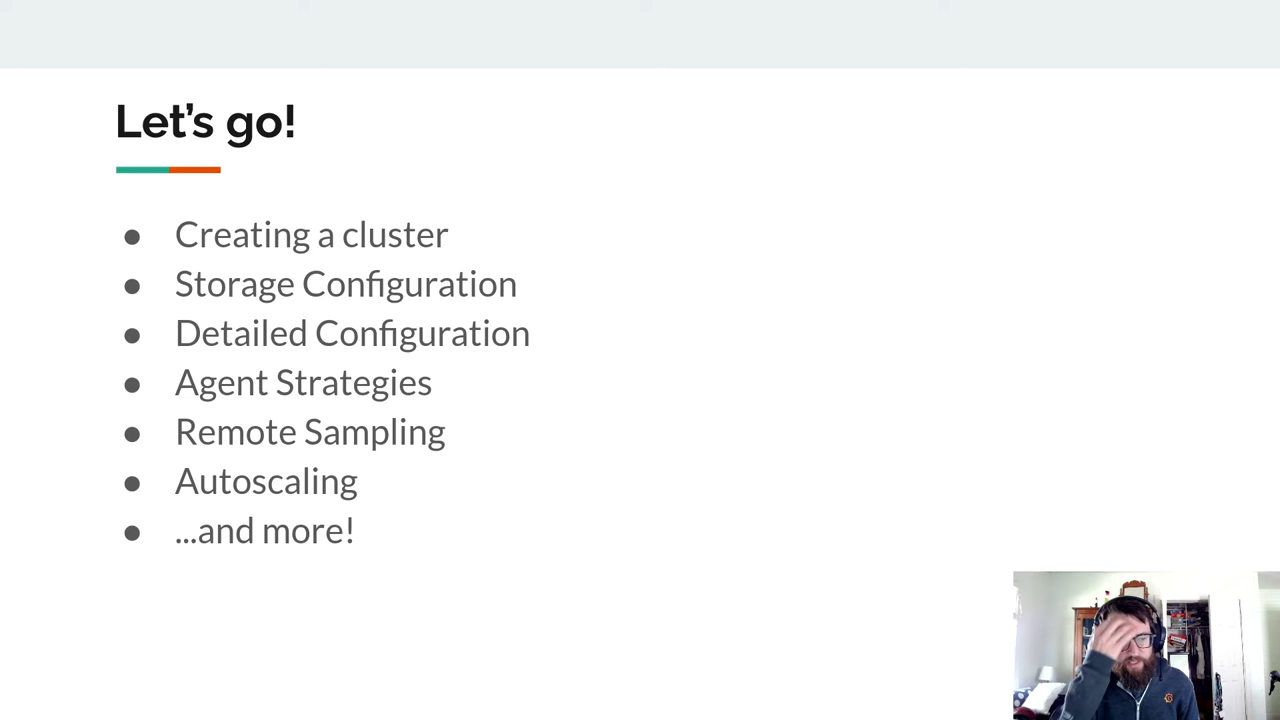 Let's go!
● Creating a cluster
● Storage Configuration
● Detailed Configuration
● Agent Strategies
● Remote Sampling
● Autoscaling
● ...and more!